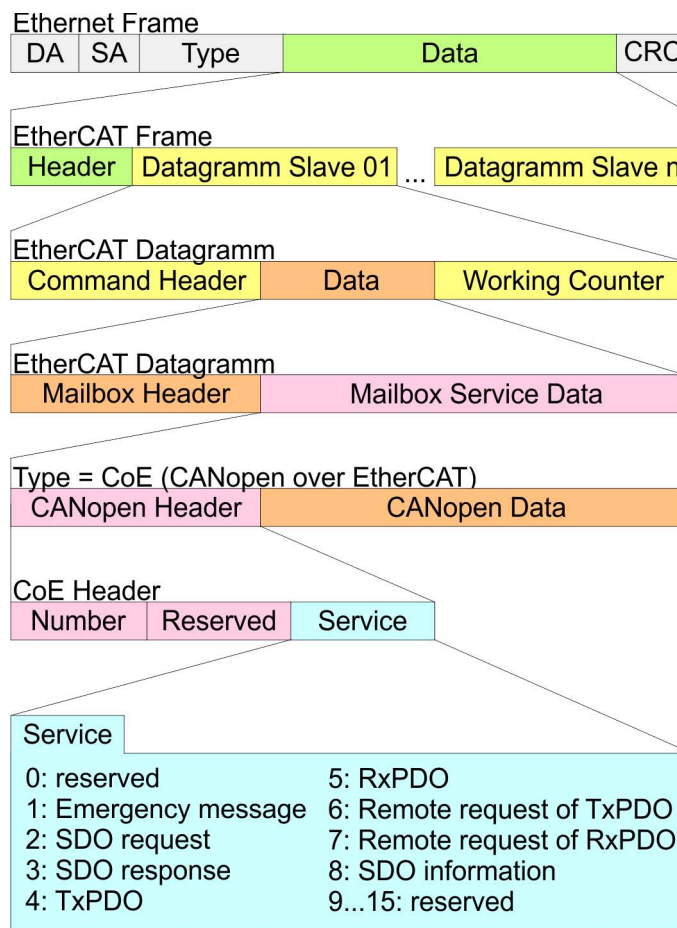 Ethernet Frame
DA SA Type Data CRC
EtherCAT Frame
Header Datagramm Slave 01 ... Datagramm Slave n
EtherCAT Datagramm
Command Header Data Working Counter
EtherCAT Datagramm
Mailbox Header Mailbox Service Data
Type = CoE (CANopen over EtherCAT)
CANopen Header CANopen Data
CoE Header
Number Reserved Service
Service
0: reserved
1: Emergency message
2: SDO request
3: SDO response
4: TxPDO
5: RxPDO
6: Remote request of TxPDO
7: Remote request of RxPDO
8: SDO information
9...15: reserved